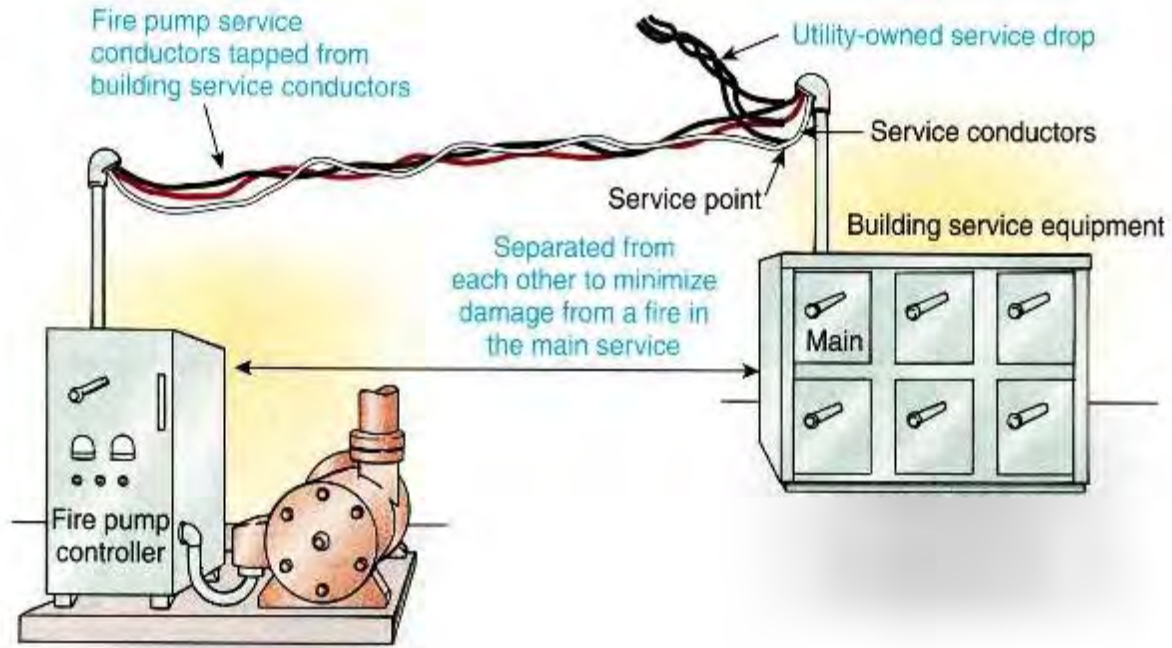 Fire pump service
conductors tapped from
building service conductors
Utility-owned service drop
Service conductors
Service point
Building service equipment
Separated from
each other to minimize
damage from a fire in
the main service
Main
Fire pump
controller